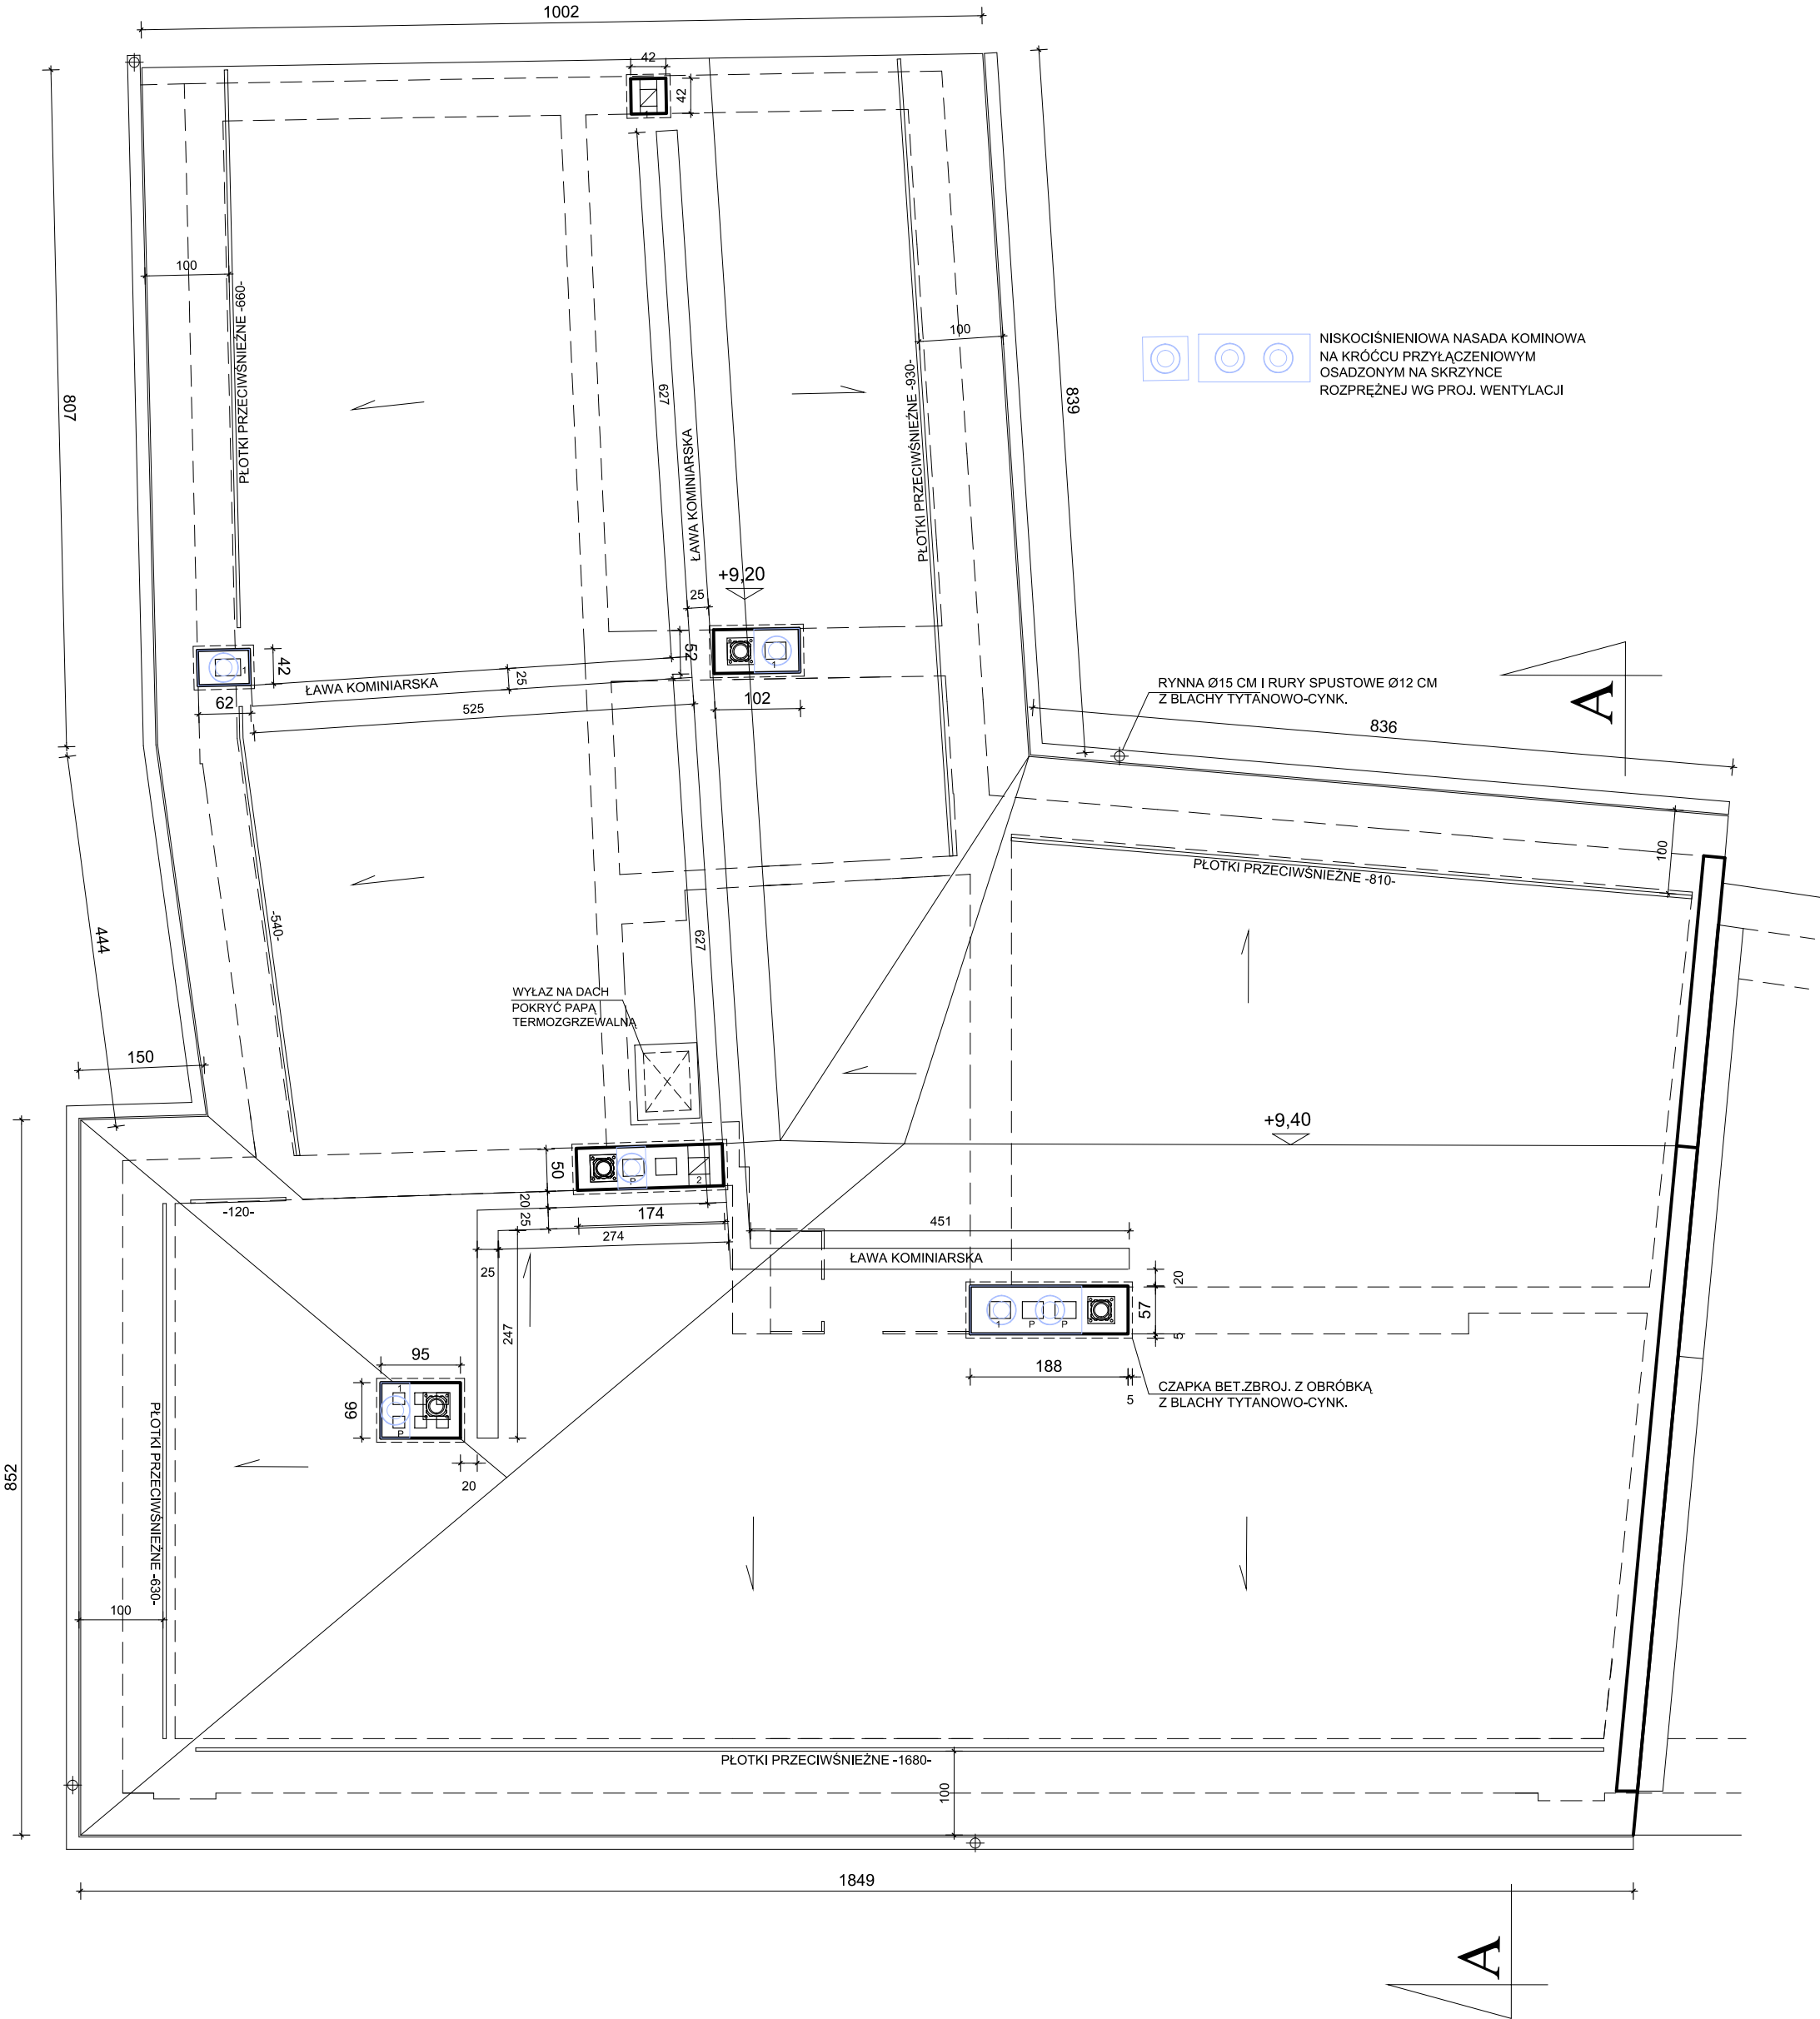 1002
42
42
100
PŁOTKI PRZECIWŚNIEŻNE -660-
807
627
ŁAWA KOMINIARSKA
100
PŁOTKI PRZECIWŚNIEŻNE -930-
839
NISKOCIŚNIENIOWA NASADA KOMINOWA
NA KRÓĆCU PRZYŁĄCZENIOWYM
OSADZONYM NA SKRZYNCE
ROZPRĘŻNEJ WG PROJ. WENTYLACJI
+9,20
25
52
1
102
42
1
62
ŁAWA KOMINIARSKA
25
525
RYNNA Ø15 CM I RURY SPUSTOWE Ø12 CM
Z BLACHY TYTANOWO-CYNK.
A
836
100
PŁOTKI PRZECIWŚNIEŻNE -810-
444
-540-
627
WYŁAZ NA DACH
POKRYĆ PAPĄ
TERMOZGRZEWALNĄ
150
+9,40
50
P
2
20
25
174
274
-120-
25
247
451
ŁAWA KOMINIARSKA
20
57
5
1
P
P
188
5
CZAPKA BET.ZBROJ. Z OBRÓBKĄ
Z BLACHY TYTANOWO-CYNK.
95
66
1
P
20
852
PŁOTKI PRZECIWŚNIEŻNE -630-
100
PŁOTKI PRZECIWŚNIEŻNE -1680-
100
1849
A